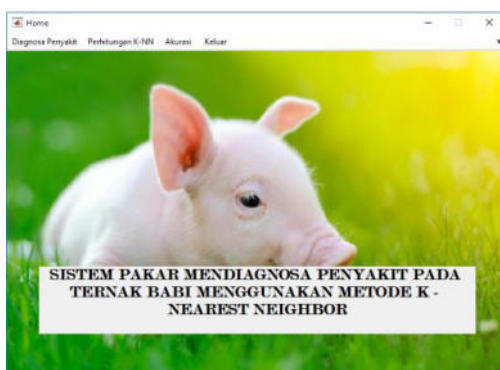 Home
Diagnosa Penyakit Perhitungan K-NN Akurasi Keluar
SISTEM PAKAR MENDIAGNOSA PENYAKIT PADA
TERNAK BABI MENGGUNAKAN METODE K -
NEAREST NEIGHBOR